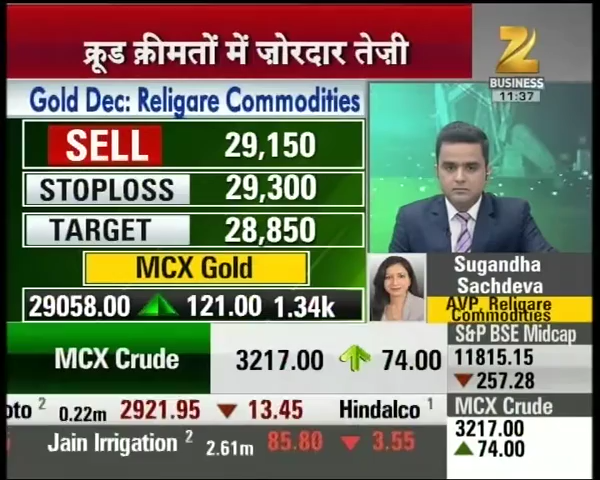 क्रूड क़ीमतों में ज़ोरदार तेज़ी
Z
BUSINESS
11:37
Gold Dec: Religare Commodities
SELL 29,150
STOPLOSS 29,300
TARGET 28,850
MCX Gold
29058.00 121.00 1.34k
Sugandha
Sachdeva
AVP, Religare
Commodities
MCX Crude 3217.00 74.00
S&P BSE Midcap
11815.15
257.28
oto 2 0.22m 2921.95 13.45 Hindalco 1
MCX Crude
3217.00
74.00
Jain Irrigation 2 2.61m 85.80 3.55